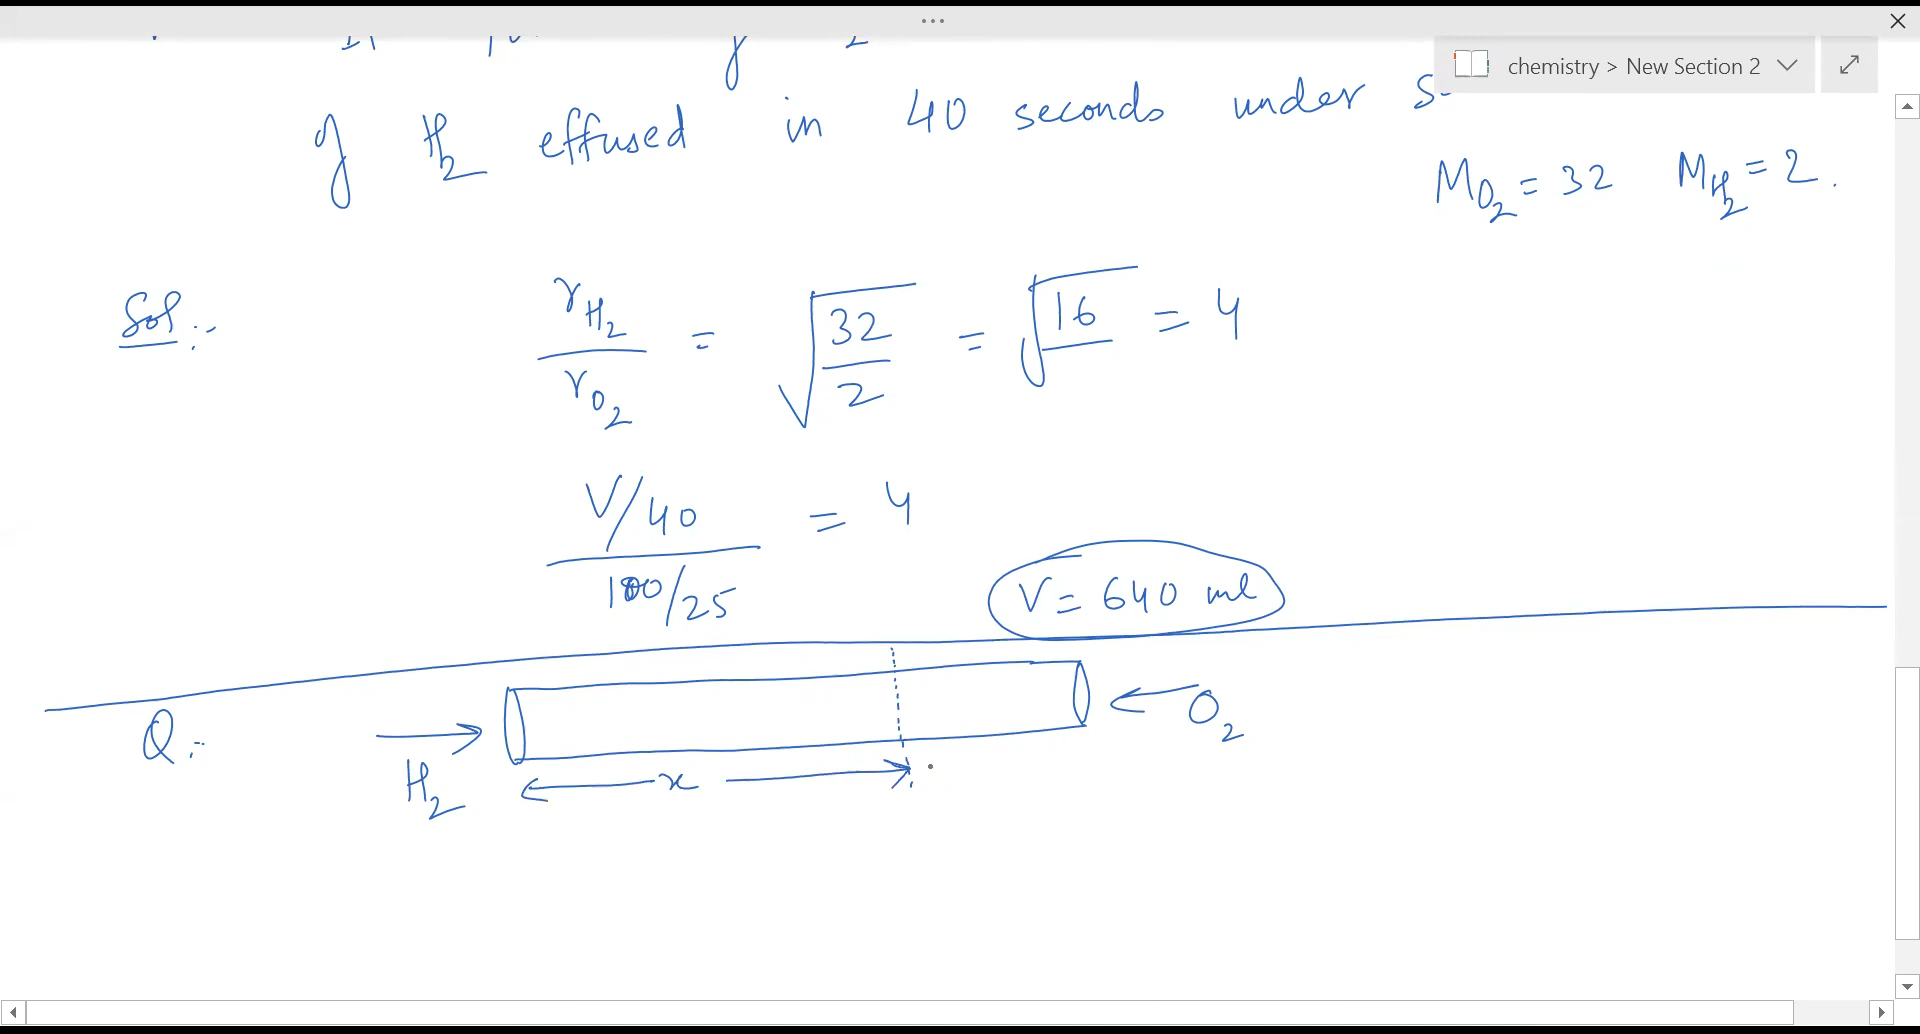 chemistry > New Section 2
of H₂ effused in 40 seconds under
M_O₂ = 32 M_H₂ = 2.
Sol :-
r_H₂ / r_O₂ = √(32/2) = √16 = 4
(V/40) / (100/25) = 4
V = 640 ml
Q :-
H₂
x
O₂